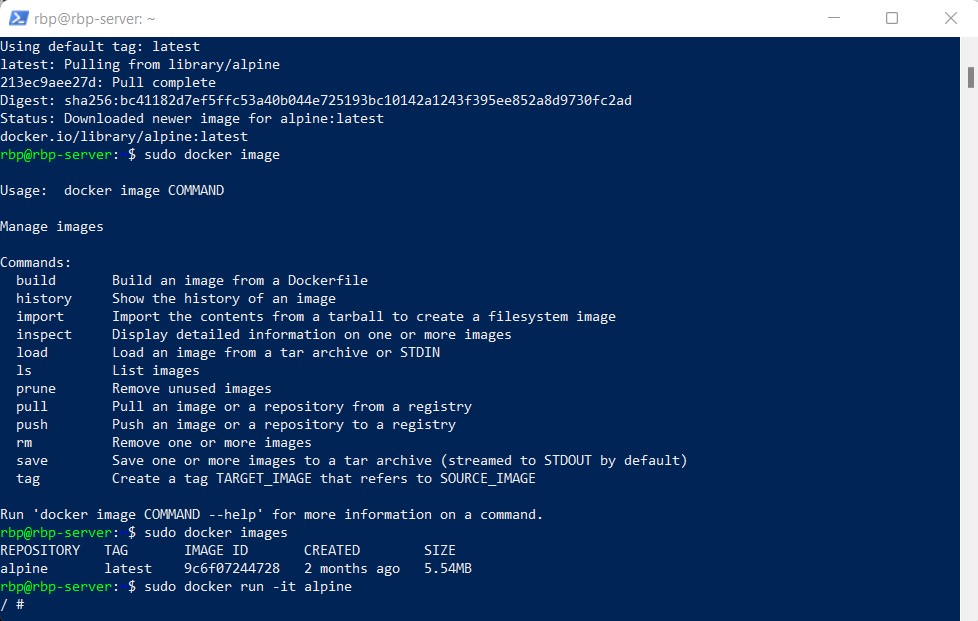 rbp@rbp-server: ~
Using default tag: latest
latest: Pulling from library/alpine
213ec9aee27d: Pull complete
Digest: sha256:bc41182d7ef5ffc53a40b044e725193bc10142a1243f395ee852a8d9730fc2ad
Status: Downloaded newer image for alpine:latest
docker.io/library/alpine:latest
rbp@rbp-server:~$ sudo docker image
Usage:  docker image COMMAND
Manage images
Commands:
  build       Build an image from a Dockerfile
  history     Show the history of an image
  import      Import the contents from a tarball to create a filesystem image
  inspect     Display detailed information on one or more images
  load        Load an image from a tar archive or STDIN
  ls          List images
  prune       Remove unused images
  pull        Pull an image or a repository from a registry
  push        Push an image or a repository to a registry
  rm          Remove one or more images
  save        Save one or more images to a tar archive (streamed to STDOUT by default)
  tag         Create a tag TARGET_IMAGE that refers to SOURCE_IMAGE
Run 'docker image COMMAND --help' for more information on a command.
rbp@rbp-server:~$ sudo docker images
REPOSITORY   TAG       IMAGE ID       CREATED        SIZE
alpine       latest    9c6f07244728   2 months ago   5.54MB
rbp@rbp-server:~$ sudo docker run -it alpine
/ #